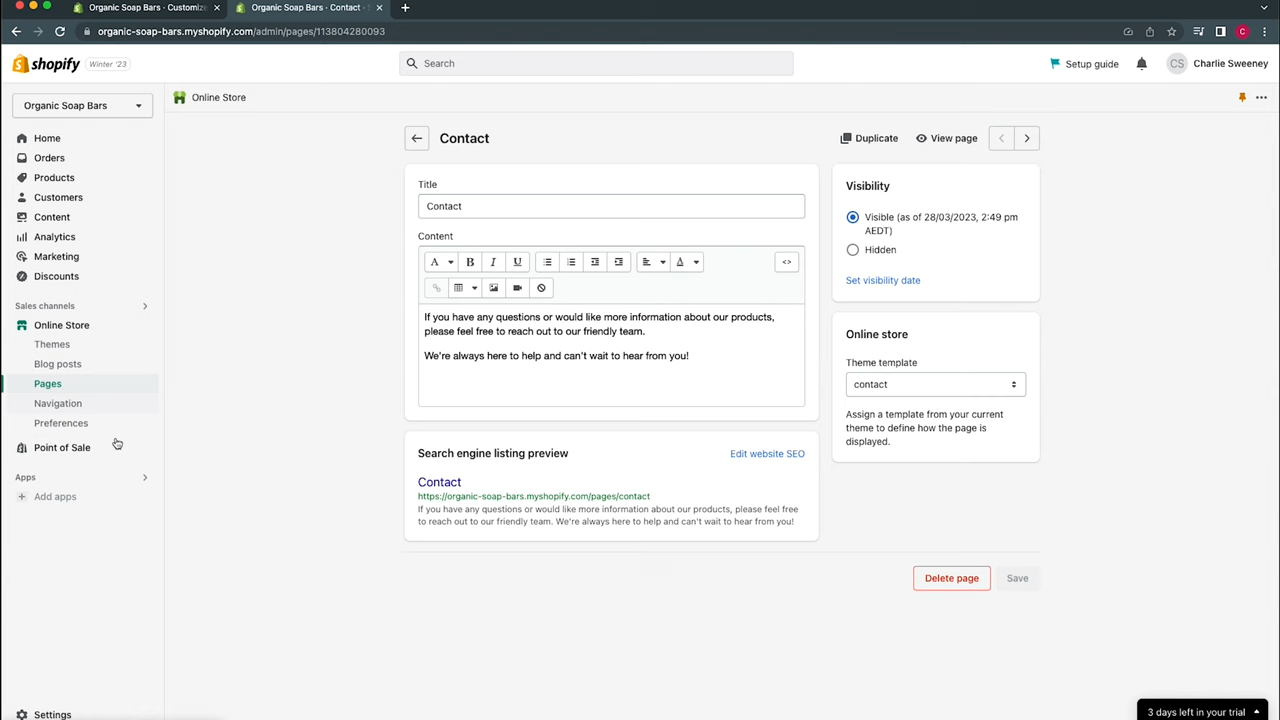 Organic Soap Bars · Customize
Organic Soap Bars · Contact · S
organic-soap-bars.myshopify.com/admin/pages/113804280093
C
shopify
Winter '23
Search
Setup guide
CS
Charlie Sweeney
Organic Soap Bars
Online Store
Home
Orders
Products
Customers
Content
Analytics
Marketing
Discounts
Sales channels
Online Store
Themes
Blog posts
Pages
Navigation
Preferences
Point of Sale
Apps
Add apps
Settings
Contact
Duplicate
View page
Title
Contact
Content
A
B
I
U
A
<>
If you have any questions or would like more information about our products,
please feel free to reach out to our friendly team.
We're always here to help and can't wait to hear from you!
Search engine listing preview
Edit website SEO
Contact
https://organic-soap-bars.myshopify.com/pages/contact
If you have any questions or would like more information about our products, please feel free
to reach out to our friendly team. We're always here to help and can't wait to hear from you!
Visibility
Visible (as of 28/03/2023, 2:49 pm
AEDT)
Hidden
Set visibility date
Online store
Theme template
contact
Assign a template from your current
theme to define how the page is
displayed.
Delete page
Save
3 days left in your trial